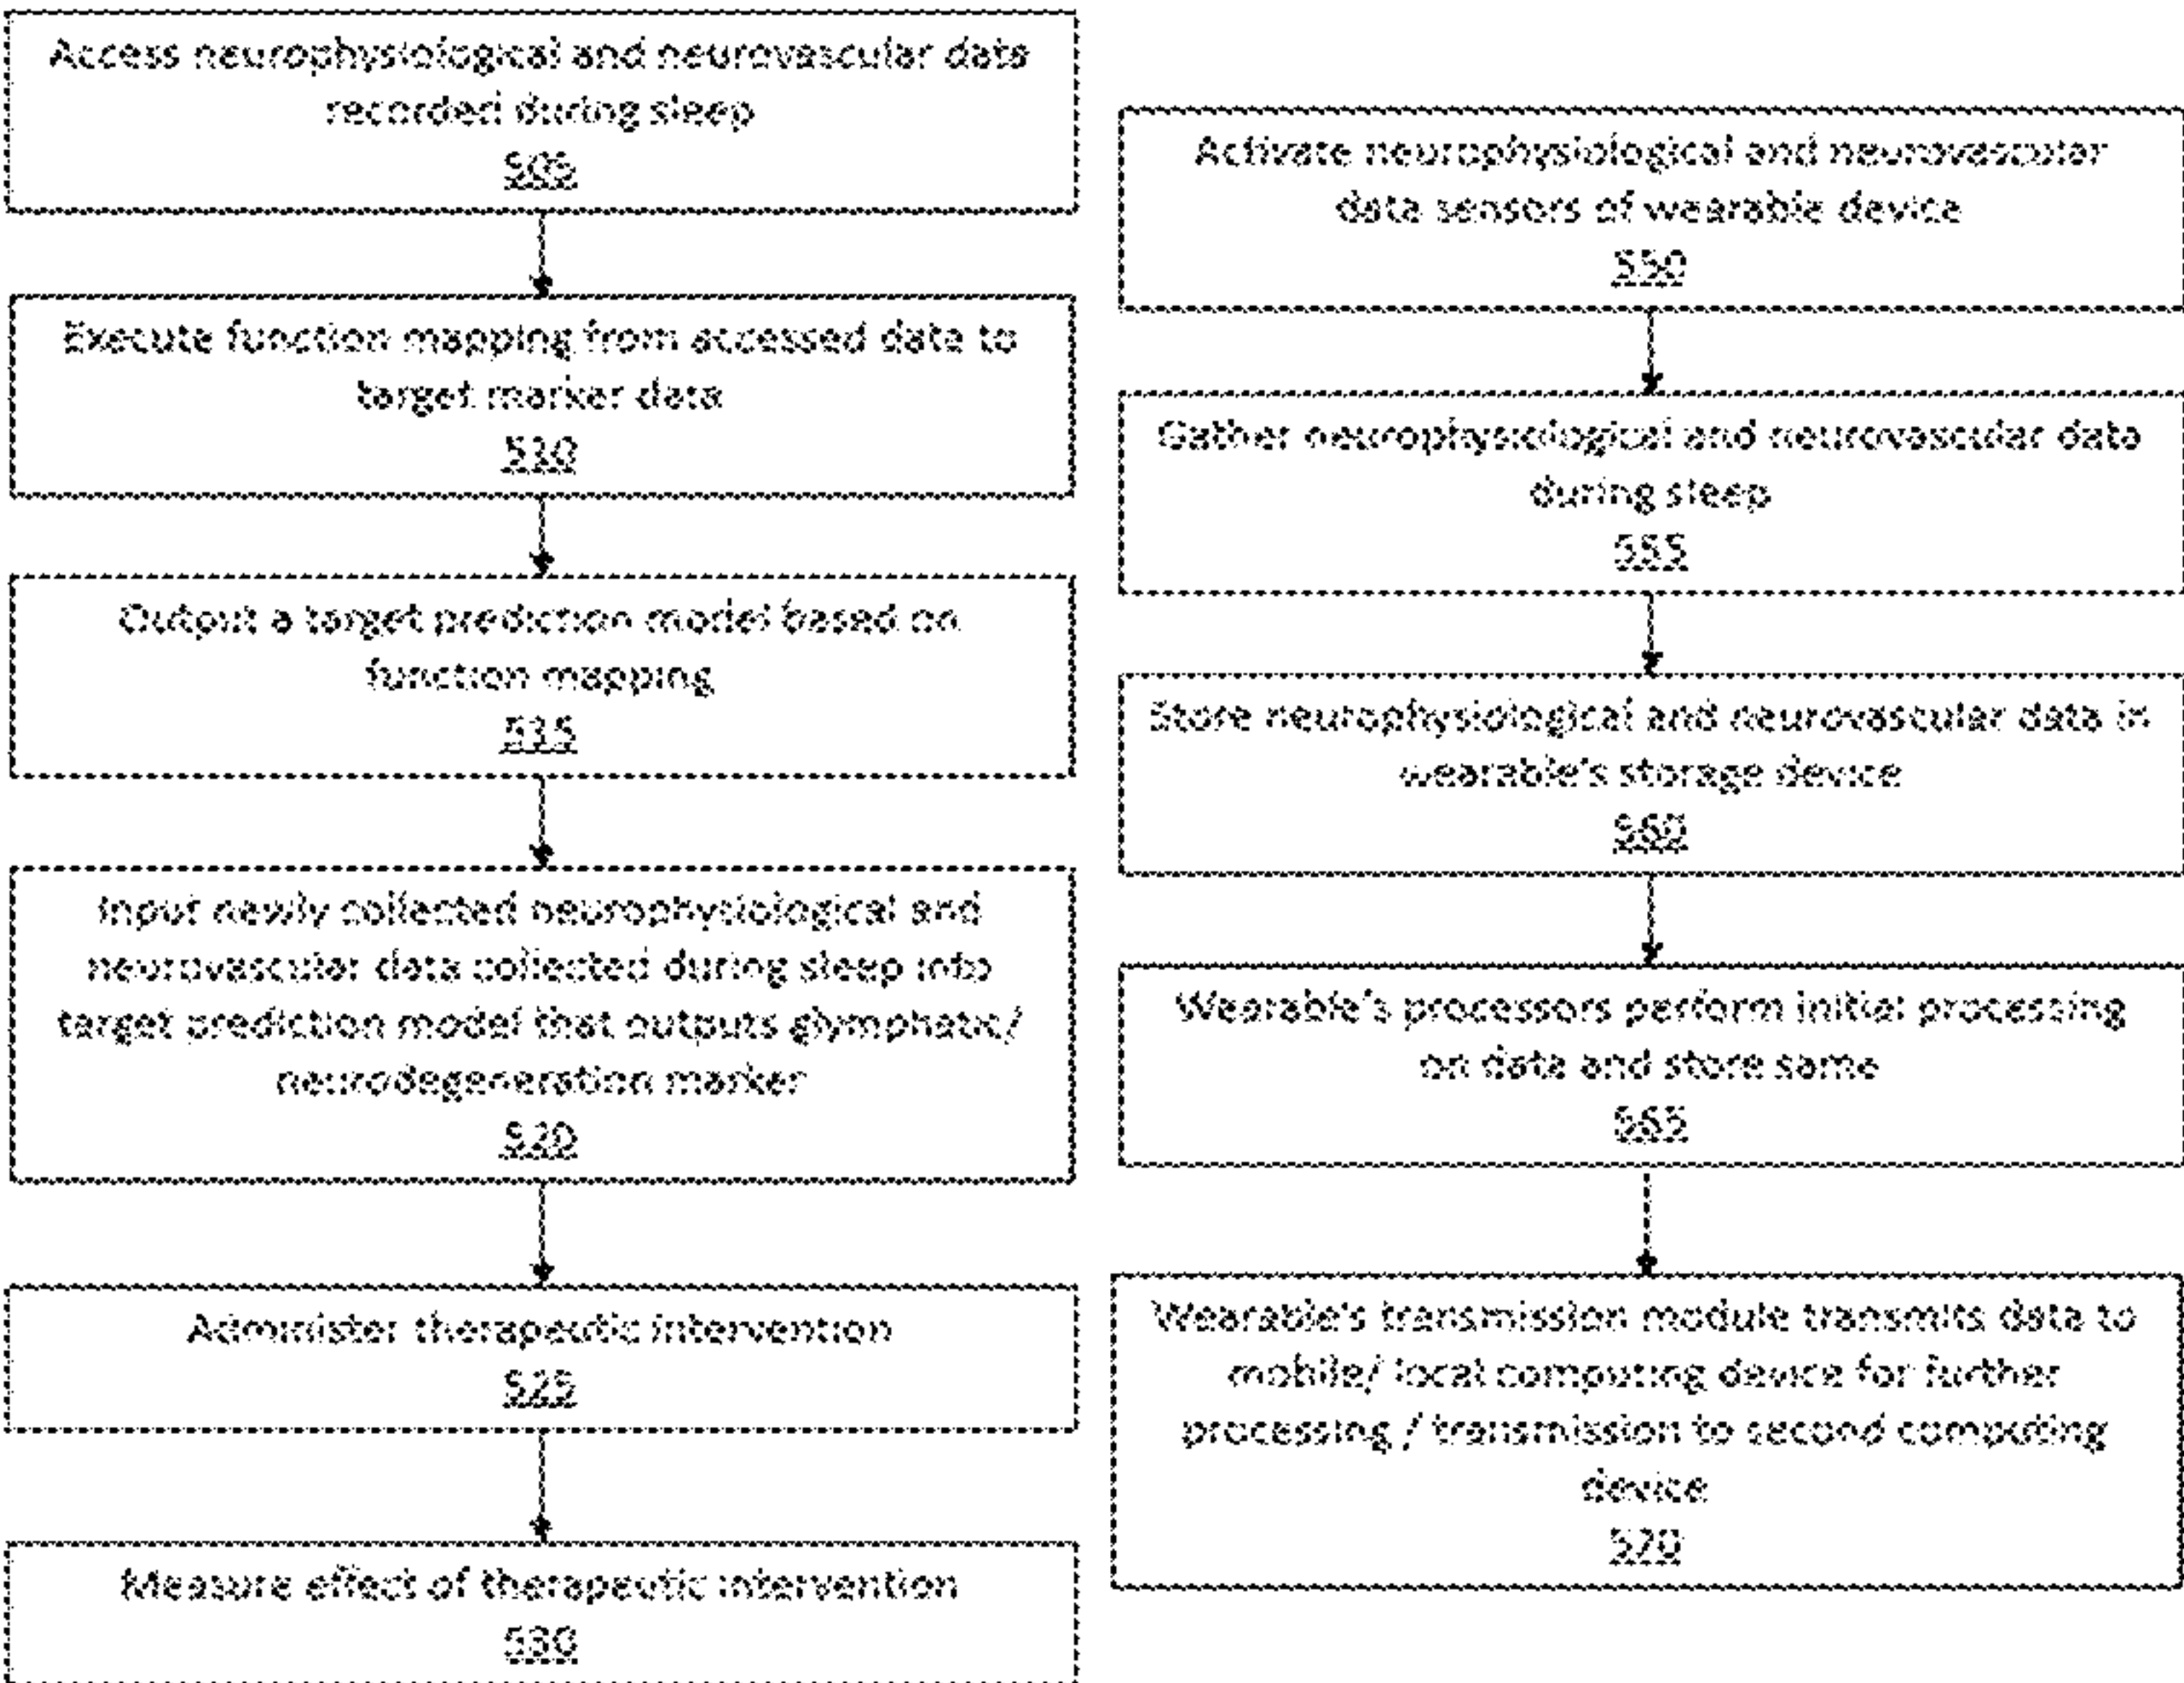 Access neurophysiological and neurovascular data
recorded during sleep
505
Execute function mapping from accessed data to
target marker data
510
Output a target prediction model based on
function mapping
515
Input newly collected neurophysiological and
neurovascular data collected during sleep into
target prediction model that outputs glymphatic/
neurodegeneration marker
520
Administer therapeutic intervention
525
Measure effect of therapeutic intervention
530
Activate neurophysiological and neurovascular
data sensors of wearable device
550
Gather neurophysiological and neurovascular data
during sleep
555
Store neurophysiological and neurovascular data in
wearable's storage device
560
Wearable's processors perform initial processing
on data and store same
565
Wearable's transmission module transmits data to
mobile/ local computing device for further
processing / transmission to second computing
device
570